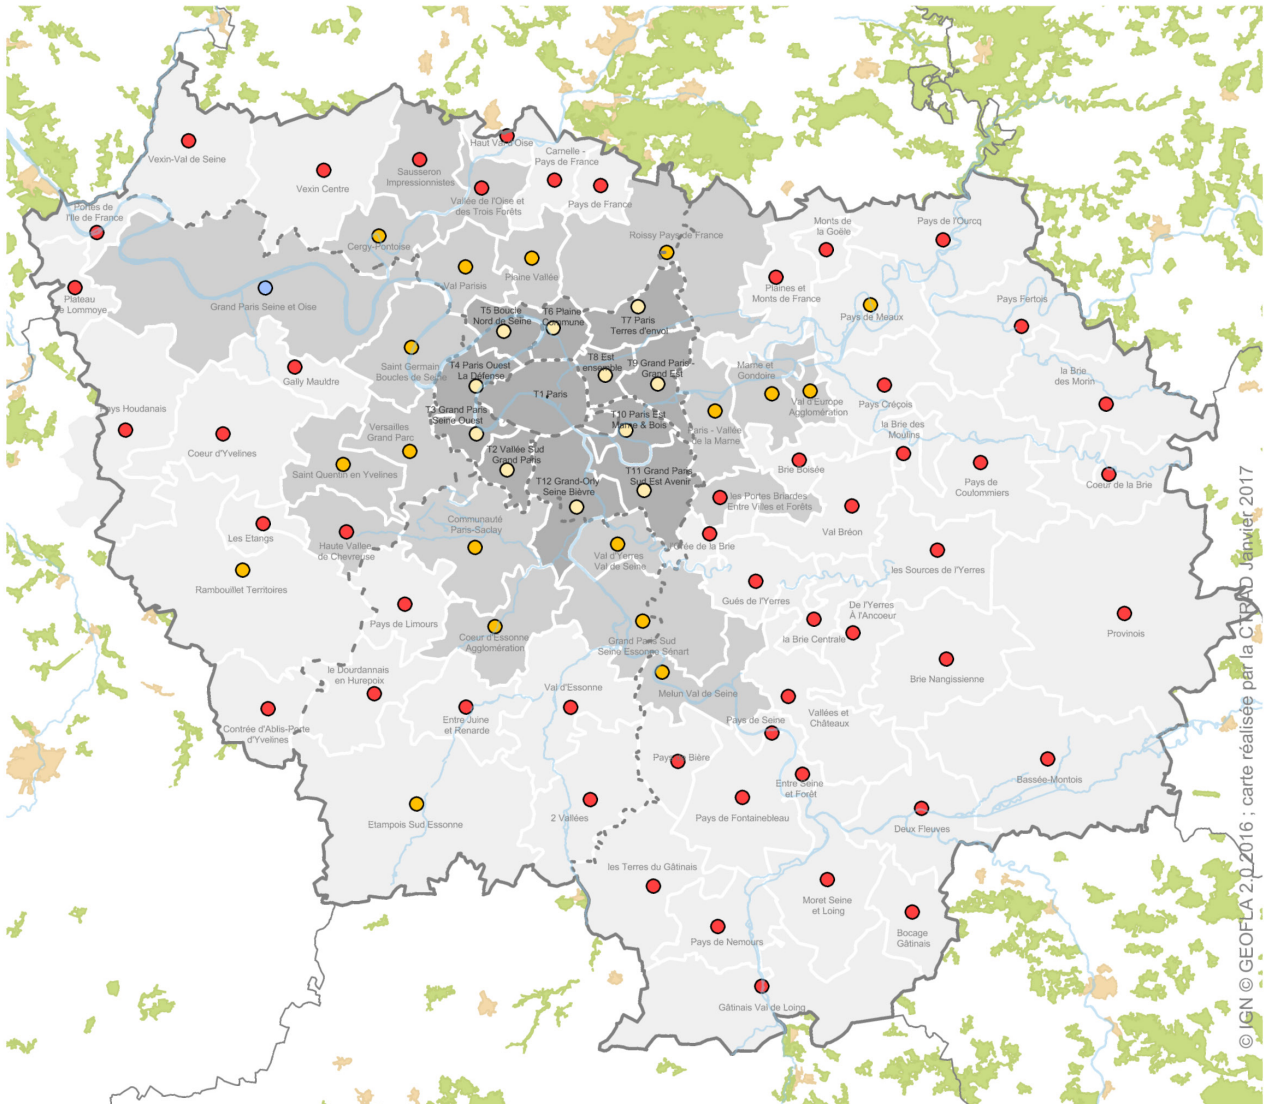 Haut Val d'Oise
Vexin-Val de Seine
Carnelle -
Pays de France
Vexin Centre
Sausseron
Impressionnistes
Vallée de l'Oise et
des Trois Forêts
Pays de France
Portes de
l'Ile de France
Cergy-Pontoise
Roissy Pays de France
Monts de
la Goële
Pays de l'Ourcq
Val Parisis
Plaine Vallée
Plaines et
Monts de France
Plateau
de Lommoye
Grand Paris Seine et Oise
T5 Boucle
Nord de Seine
T6 Plaine
Commune
T7 Paris
Terres d'envol
Pays de Meaux
Pays Fertois
Saint Germain
Boucles de Seine
T4 Paris Ouest
La Défense
T8 Est
ensemble
T9 Grand Paris -
Grand Est
Marne et
Gondoire
Gally Mauldre
T1 Paris
Val d'Europe
Agglomération
Pays Créçois
la Brie
des Morin
Pays Houdanais
T3 Grand Paris
Seine Ouest
T10 Paris Est
Marne & Bois
Paris - Vallée
de la Marne
la Brie des
Moulins
Coeur d'Yvelines
Versailles
Grand Parc
Saint Quentin en Yvelines
T2 Vallée Sud
Grand Paris
T12 Grand-Orly
Seine Bièvre
T11 Grand Paris
Sud Est Avenir
Brie Boisée
Pays de
Coulommiers
Coeur de la Brie
les Portes Briardes
Entre Villes et Forêts
Les Etangs
Haute Vallée
de Chevreuse
Communauté
Paris-Saclay
Val d'Yerres
Val de Seine
l'Orée de la Brie
Val Bréon
les Sources de l'Yerres
Rambouillet Territoires
Pays de Limours
Gués de l'Yerres
De l'Yerres
À l'Ancoeur
la Brie Centrale
Provinois
Coeur d'Essonne
Agglomération
Grand Paris Sud
Seine Essonne Sénart
Brie Nangissienne
le Dourdannais
en Hurepoix
Val d'Essonne
Melun Val de Seine
Contrée d'Ablis-Porte
d'Yvelines
Entre Juine
et Renarde
Vallées et
Châteaux
Pays de Seine
Pays de Bière
Entre Seine
et Forêt
Bassée-Montois
Etampois Sud Essonne
2 Vallées
Pays de Fontainebleau
Deux Fleuves
les Terres du Gâtinais
Moret Seine
et Loing
Pays de Nemours
Bocage
Gâtinais
Gâtinais Val de Loing
© IGN © GEOFLA 2.0 2016 ; carte réalisée par la CTRAD Janvier 2017